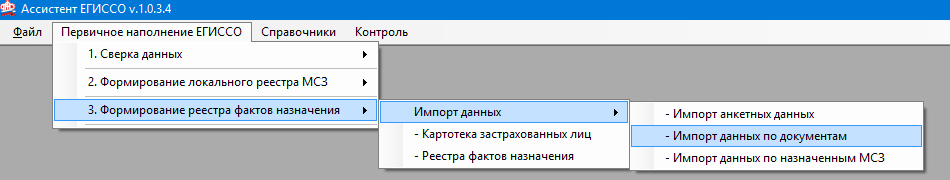 Ассистент ЕГИССО v.1.0.3.4
Файл Первичное наполнение ЕГИССО Справочники Контроль
1. Сверка данных
2. Формирование локального реестра МСЗ
3. Формирование реестра фактов назначения
Импорт данных
- Картотека застрахованных лиц
- Реестра фактов назначения
- Импорт анкетных данных
- Импорт данных по документам
- Импорт данных по назначенным МСЗ